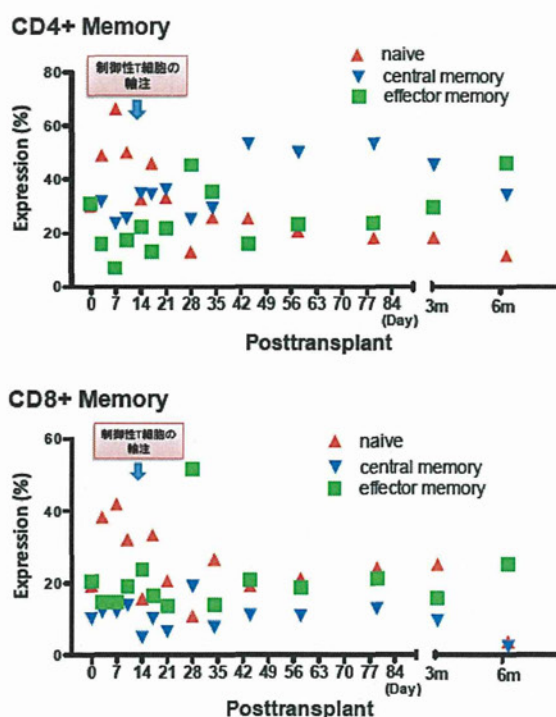 CD4+ Memory
制御性T細胞の
輸注
naive
central memory
effector memory
Expression (%)
80
60
40
20
0
0 7 14 21 28 35 42 49 56 63 70 77 84 3m 6m
(Day)
Posttransplant
CD8+ Memory
制御性T細胞の
輸注
naive
central memory
effector memory
Expression (%)
60
40
20
0
0 7 14 21 28 35 42 49 56 63 70 77 84 3m 6m
(Day)
Posttransplant